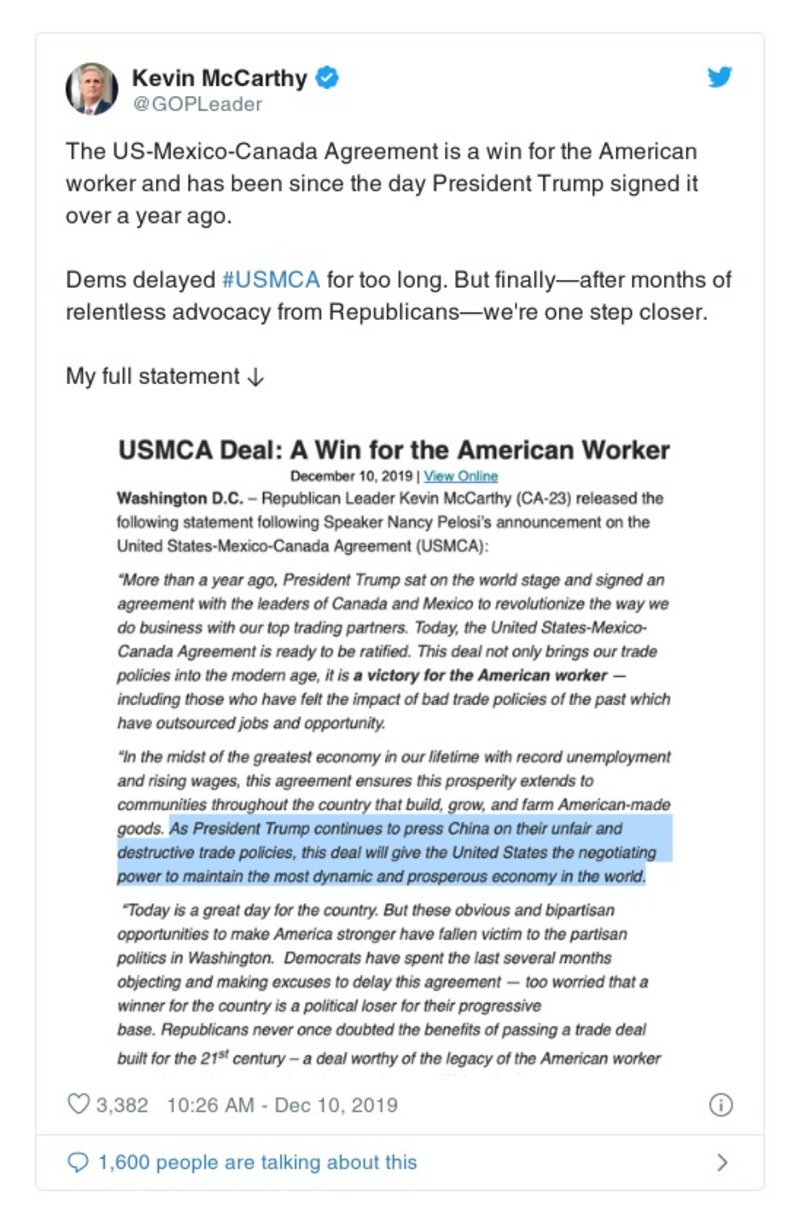 Kevin McCarthy
@GOPLeader
The US-Mexico-Canada Agreement is a win for the American
worker and has been since the day President Trump signed it
over a year ago.
Dems delayed #USMCA for too long. But finally—after months of
relentless advocacy from Republicans—we're one step closer.
My full statement ↓
USMCA Deal: A Win for the American Worker
December 10, 2019 | View Online
Washington D.C. – Republican Leader Kevin McCarthy (CA-23) released the
following statement following Speaker Nancy Pelosi's announcement on the
United States-Mexico-Canada Agreement (USMCA):
“More than a year ago, President Trump sat on the world stage and signed an
agreement with the leaders of Canada and Mexico to revolutionize the way we
do business with our top trading partners. Today, the United States-Mexico-
Canada Agreement is ready to be ratified. This deal not only brings our trade
policies into the modern age, it is a victory for the American worker —
including those who have felt the impact of bad trade policies of the past which
have outsourced jobs and opportunity.
“In the midst of the greatest economy in our lifetime with record unemployment
and rising wages, this agreement ensures this prosperity extends to
communities throughout the country that build, grow, and farm American-made
goods. As President Trump continues to press China on their unfair and
destructive trade policies, this deal will give the United States the negotiating
power to maintain the most dynamic and prosperous economy in the world.
“Today is a great day for the country. But these obvious and bipartisan
opportunities to make America stronger have fallen victim to the partisan
politics in Washington. Democrats have spent the last several months
objecting and making excuses to delay this agreement — too worried that a
winner for the country is a political loser for their progressive
base. Republicans never once doubted the benefits of passing a trade deal
built for the 21st century – a deal worthy of the legacy of the American worker
3,382 10:26 AM - Dec 10, 2019
1,600 people are talking about this